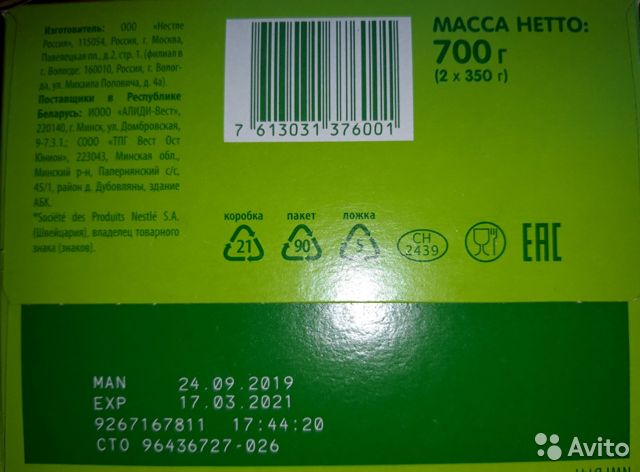 Изготовитель: ООО «Нестле
Россия», 115054, Россия, г. Москва,
Павелецкая пл., д.2, стр. 1. (филиал в
г. Вологде: 160010, Россия, г. Волог-
да, ул. Михаила Поповича, д. 4а).
Поставщики в Республике
Беларусь: ИООО «АЛИДИ-Вест»,
220140, г. Минск, ул. Домбровская,
9-7.3.1.; СООО «ТПГ Вест Ост
Юнион», 223043, Минская обл.,
Минский р-н, Папернянский с/с,
45/1, район д. Дубовляны, здание
АБК.
®Société des Produits Nestlé S.A.
(Швейцария), владелец товарного
знака (знаков).
7 613031 376001
МАССА НЕТТО:
700 г
(2 x 350 г)
коробка пакет ложка
21 90 5
CH
2439
EAC
MAN 24.09.2019
EXP 17.03.2021
9267167811 17:44:20
CTO 96436727-026
Avito